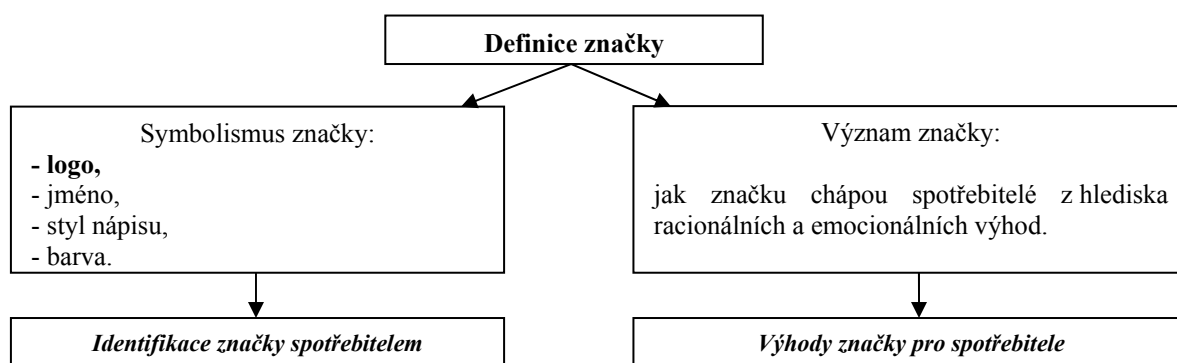 Definice značky
Symbolismus značky:
- logo,
- jméno,
- styl nápisu,
- barva.
Význam značky:
jak značku chápou spotřebitelé z hlediska
racionálních a emocionálních výhod.
Identifikace značky spotřebitelem
Výhody značky pro spotřebitele